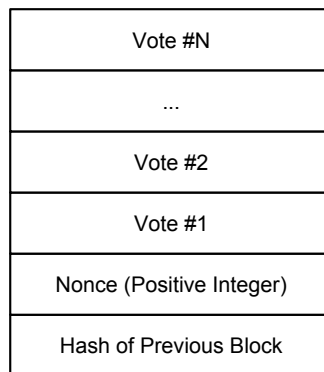 Vote #N
...
Vote #2
Vote #1
Nonce (Positive Integer)
Hash of Previous Block